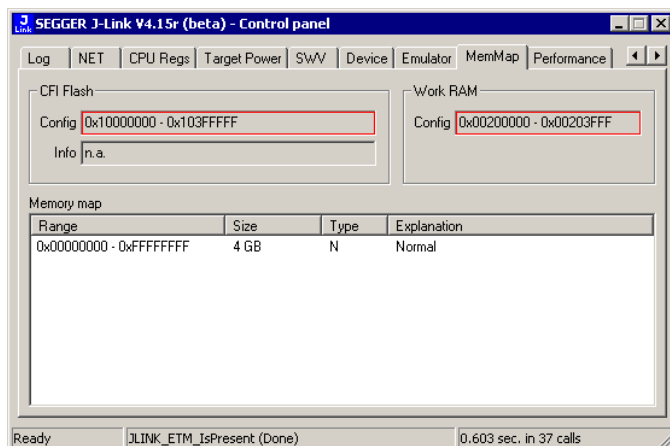 J Link SEGGER J-Link V4.15r (beta) - Control panel
Log NET CPU Regs Target Power SWV Device Emulator MemMap Performance
CFI Flash Work RAM
Config 0x10000000 - 0x103FFFFF Config 0x00200000 - 0x00203FFF
Info n.a.
Memory map
Range Size Type Explanation
0x00000000 - 0xFFFFFFFF 4 GB N Normal
Ready JLINK_ETM_IsPresent (Done) 0.603 sec. in 37 calls